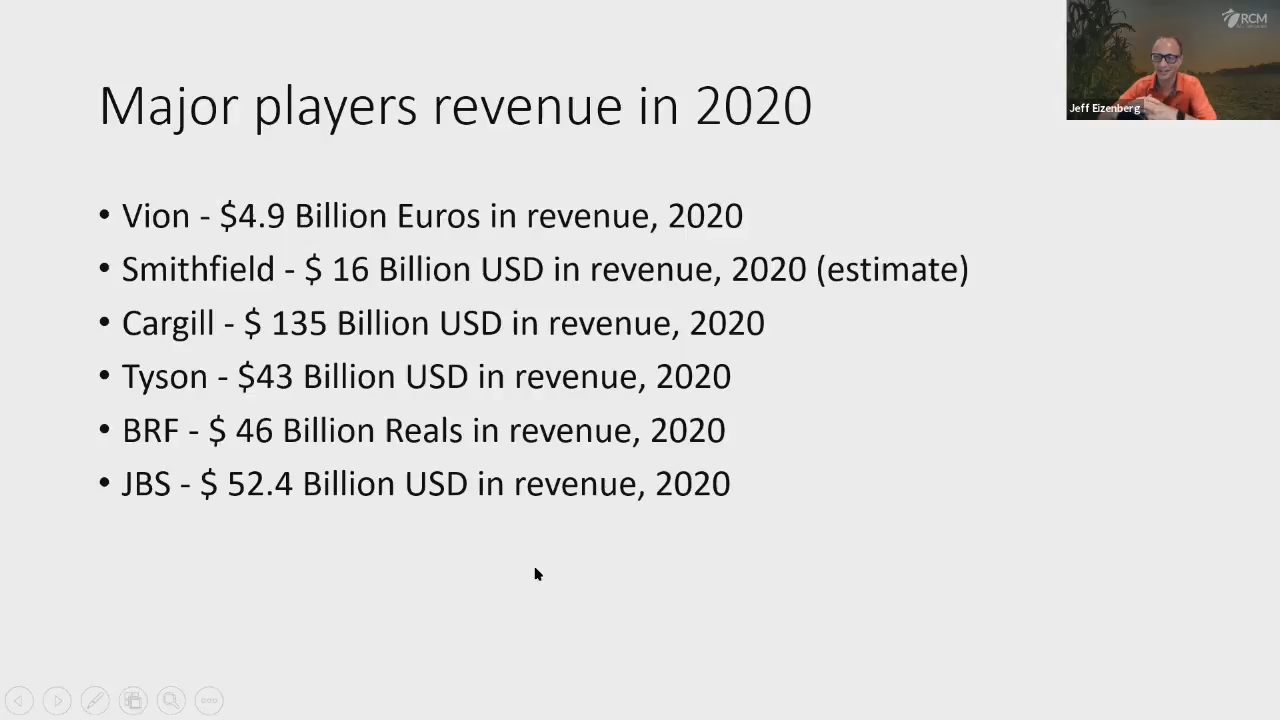 Major players revenue in 2020
RCM
Jeff Eizenberg
• Vion - $4.9 Billion Euros in revenue, 2020
• Smithfield - $ 16 Billion USD in revenue, 2020 (estimate)
• Cargill - $ 135 Billion USD in revenue, 2020
• Tyson - $43 Billion USD in revenue, 2020
• BRF - $ 46 Billion Reals in revenue, 2020
• JBS - $ 52.4 Billion USD in revenue, 2020